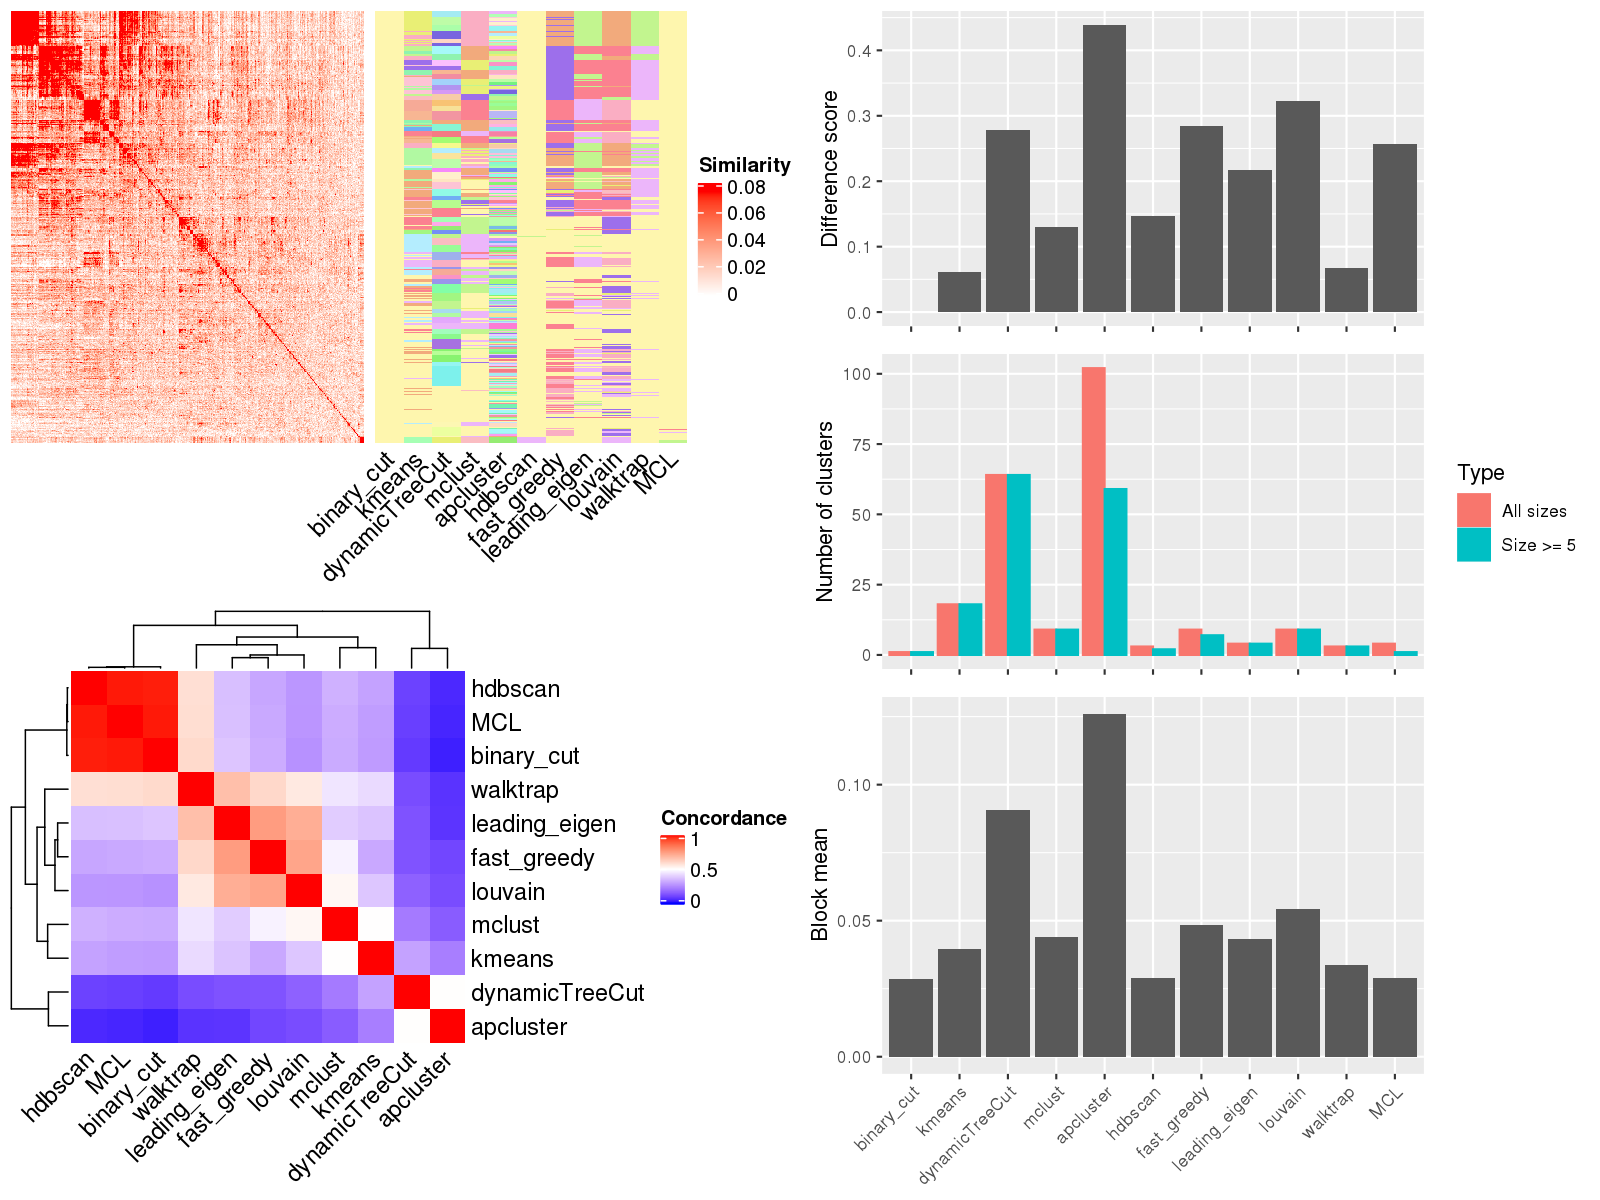 Similarity
0.08
0.06
0.04
0.02
0
binary_cut
kmeans
dynamicTreeCut
mclust
apcluster
hdbscan
fast_greedy
leading_eigen
louvain
walktrap
MCL
hdbscan
MCL
binary_cut
walktrap
leading_eigen
fast_greedy
louvain
mclust
kmeans
dynamicTreeCut
apcluster
hdbscan
MCL
binary_cut
walktrap
leading_eigen
fast_greedy
louvain
mclust
kmeans
dynamicTreeCut
apcluster
Concordance
1
0.5
0
Difference score
0.4
0.3
0.2
0.1
0.0
Number of clusters
100
75
50
25
0
Type
All sizes
Size >= 5
Block mean
0.10
0.05
0.00
binary_cut
kmeans
dynamicTreeCut
mclust
apcluster
hdbscan
fast_greedy
leading_eigen
louvain
walktrap
MCL